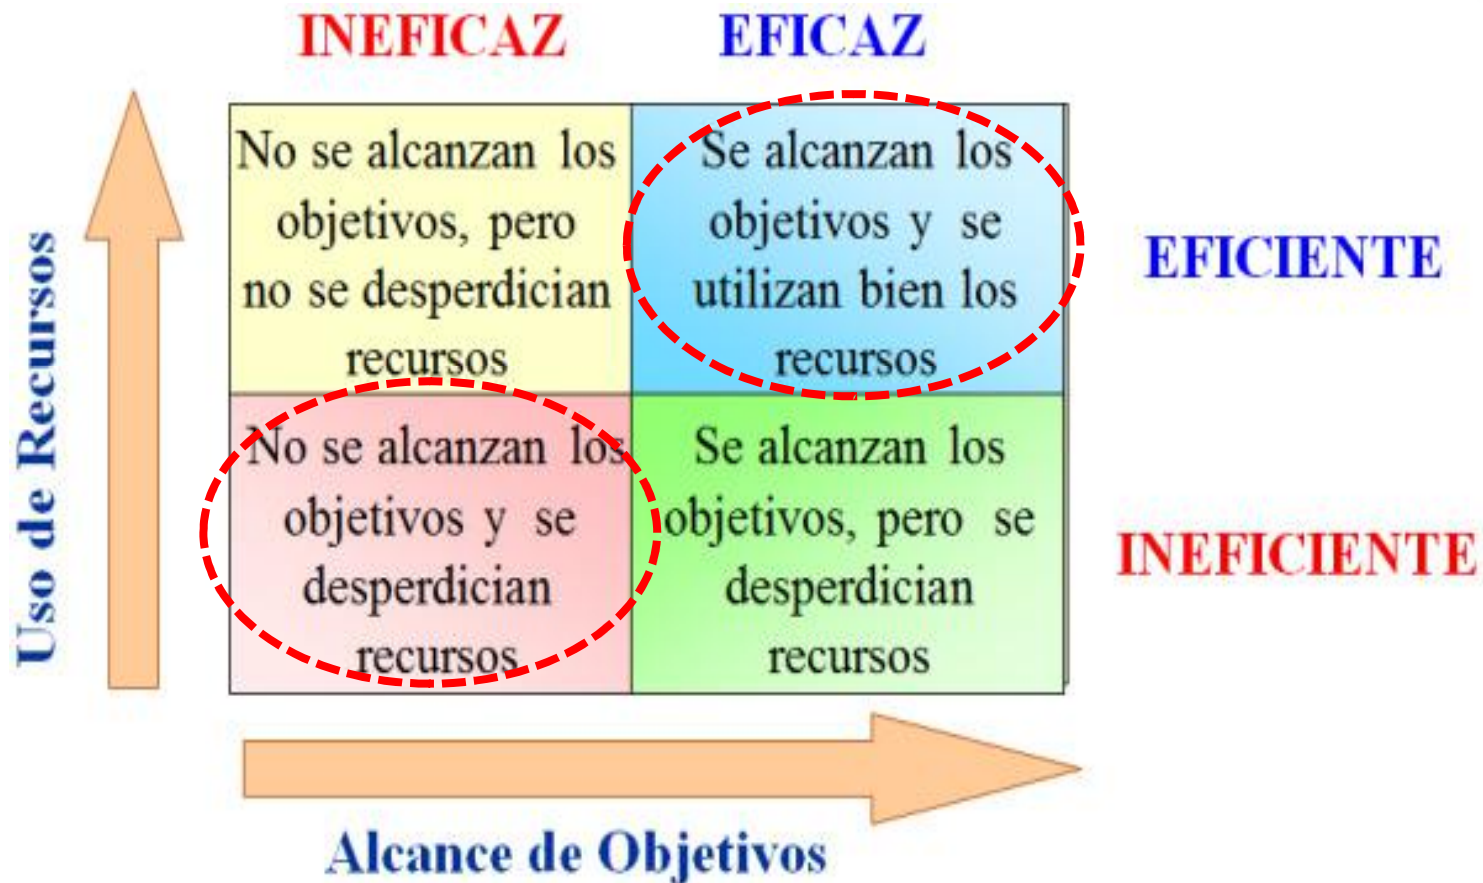 INEFICAZ
EFICAZ
No se alcanzan los
objetivos, pero
no se desperdician
recursos
Se alcanzan los
objetivos y se
utilizan bien los
recursos
EFICIENTE
No se alcanzan los
objetivos y se
desperdician
recursos
Se alcanzan los
objetivos, pero se
desperdician
recursos
INEFICIENTE
Uso de Recursos
Alcance de Objetivos